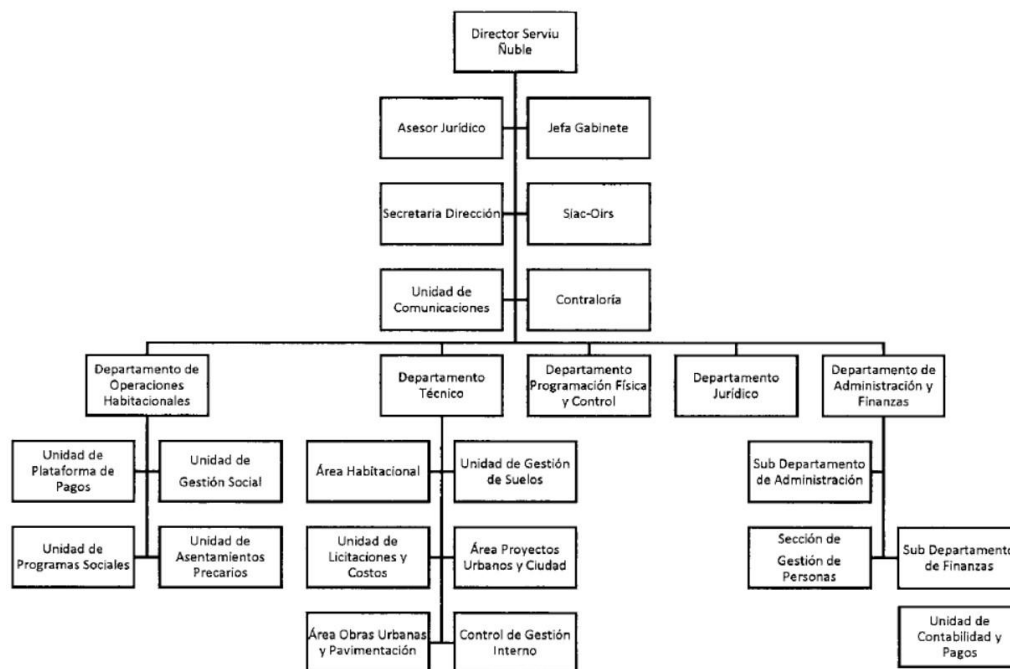 Director Serviu
Ñuble
Asesor Jurídico
Jefa Gabinete
Secretaria Dirección
Siac-Oirs
Unidad de
Comunicaciones
Contraloría
Departamento de
Operaciones
Habitacionales
Departamento
Técnico
Departamento
Programación Física
y Control
Departamento
Jurídico
Departamento de
Administración y
Finanzas
Unidad de
Plataforma de
Pagos
Unidad de
Gestión Social
Área Habitacional
Unidad de Gestión
de Suelos
Sub Departamento
de Administración
Unidad de
Programas Sociales
Unidad de
Asentamientos
Precarios
Unidad de
Licitaciones y
Costos
Área Proyectos
Urbanos y Ciudad
Sección de
Gestión de
Personas
Sub Departamento
de Finanzas
Área Obras Urbanas
y Pavimentación
Control de Gestión
Interno
Unidad de
Contabilidad y
Pagos